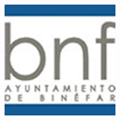 bnf
AYUNTAMIENTO
DE BINÉFAR